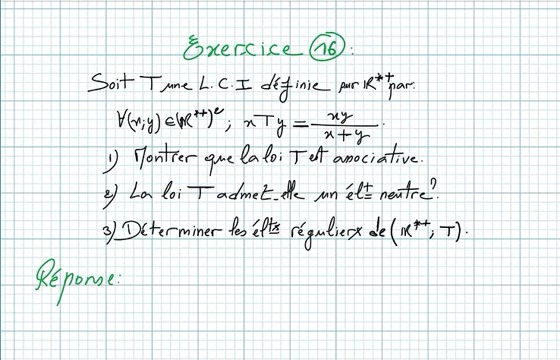 Exercice 16 :
Soit T une L.C.I définie sur ℝ*⁺ par:
∀(x;y) ∈ (ℝ*⁺)²; xTy = xy/(x+y).
1) Montrer que la loi T est associative.
2) La loi T admet-elle un élt neutre?
3) Déterminer les élts réguliers de (ℝ*⁺; T).
Réponse: